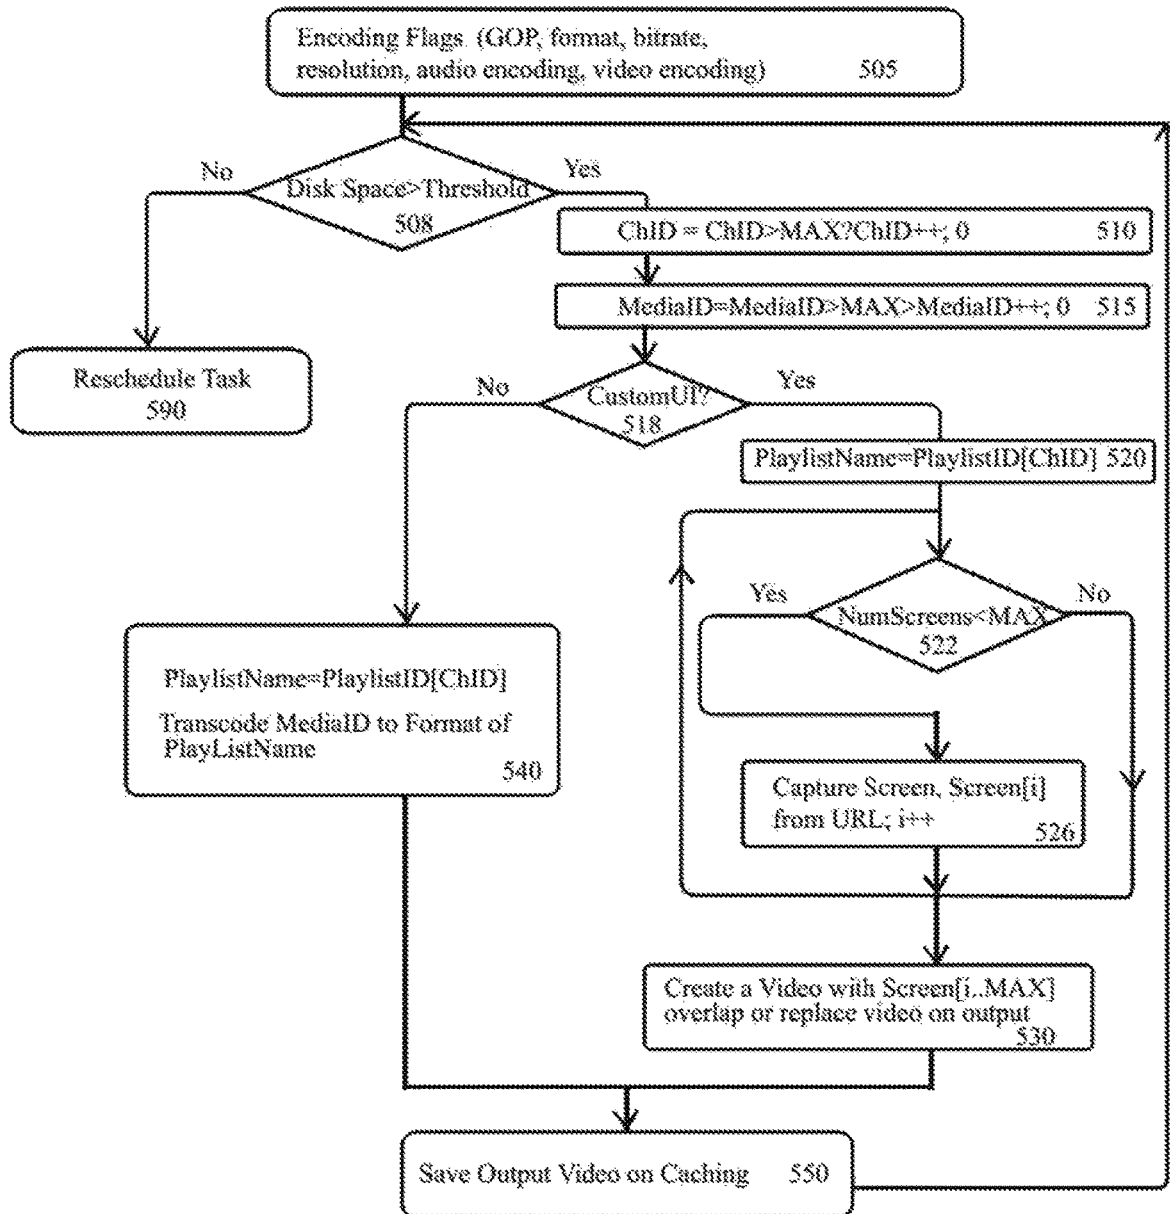 Encoding Flags (GOP, format, bitrate,
resolution, audio encoding, video encoding) 505
No
Yes
Disk Space>Threshold
508
ChID = ChID>MAX?ChID++; 0 510
MediaID=MediaID>MAX>MediaID++; 0 515
Reschedule Task
590
No
Yes
CustomUI?
518
PlaylistName=PlaylistID[ChID] 520
Yes
No
NumScreens<MAX
522
PlaylistName=PlaylistID[ChID]
Transcode MediaID to Format of
PlayListName
540
Capture Screen, Screen[i]
from URL; i++
526
Create a Video with Screen[i..MAX]
overlap or replace video on output
530
Save Output Video on Caching 550